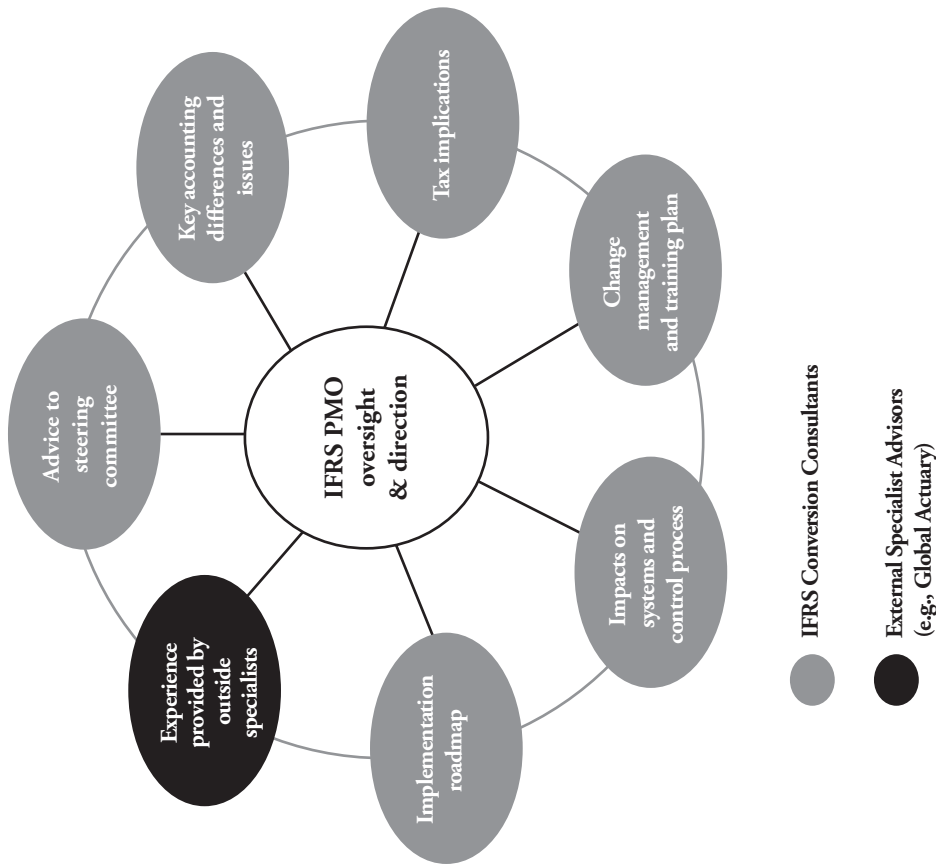 Advice to
steering
committee
Key accounting
differences and
issues
Tax implications
Change
management
and training plan
Impacts on
systems and
control process
Implementation
roadmap
Experience
provided by
outside
specialists
IFRS PMO
oversight
& direction
IFRS Conversion Consultants
External Specialist Advisors
(e.g., Global Actuary)